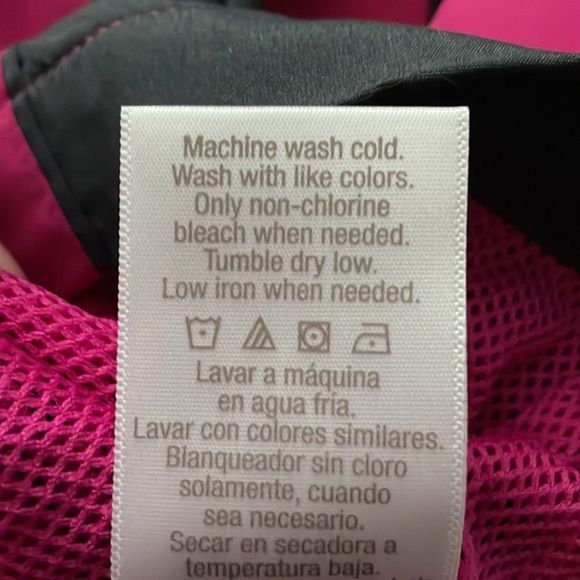 Machine wash cold.
Wash with like colors.
Only non-chlorine
bleach when needed.
Tumble dry low.
Low iron when needed.
Lavar a máquina
en agua fría.
Lavar con colores similares.
Blanqueador sin cloro
solamente, cuando
sea necesario.
Secar en secadora a
temperatura baja.